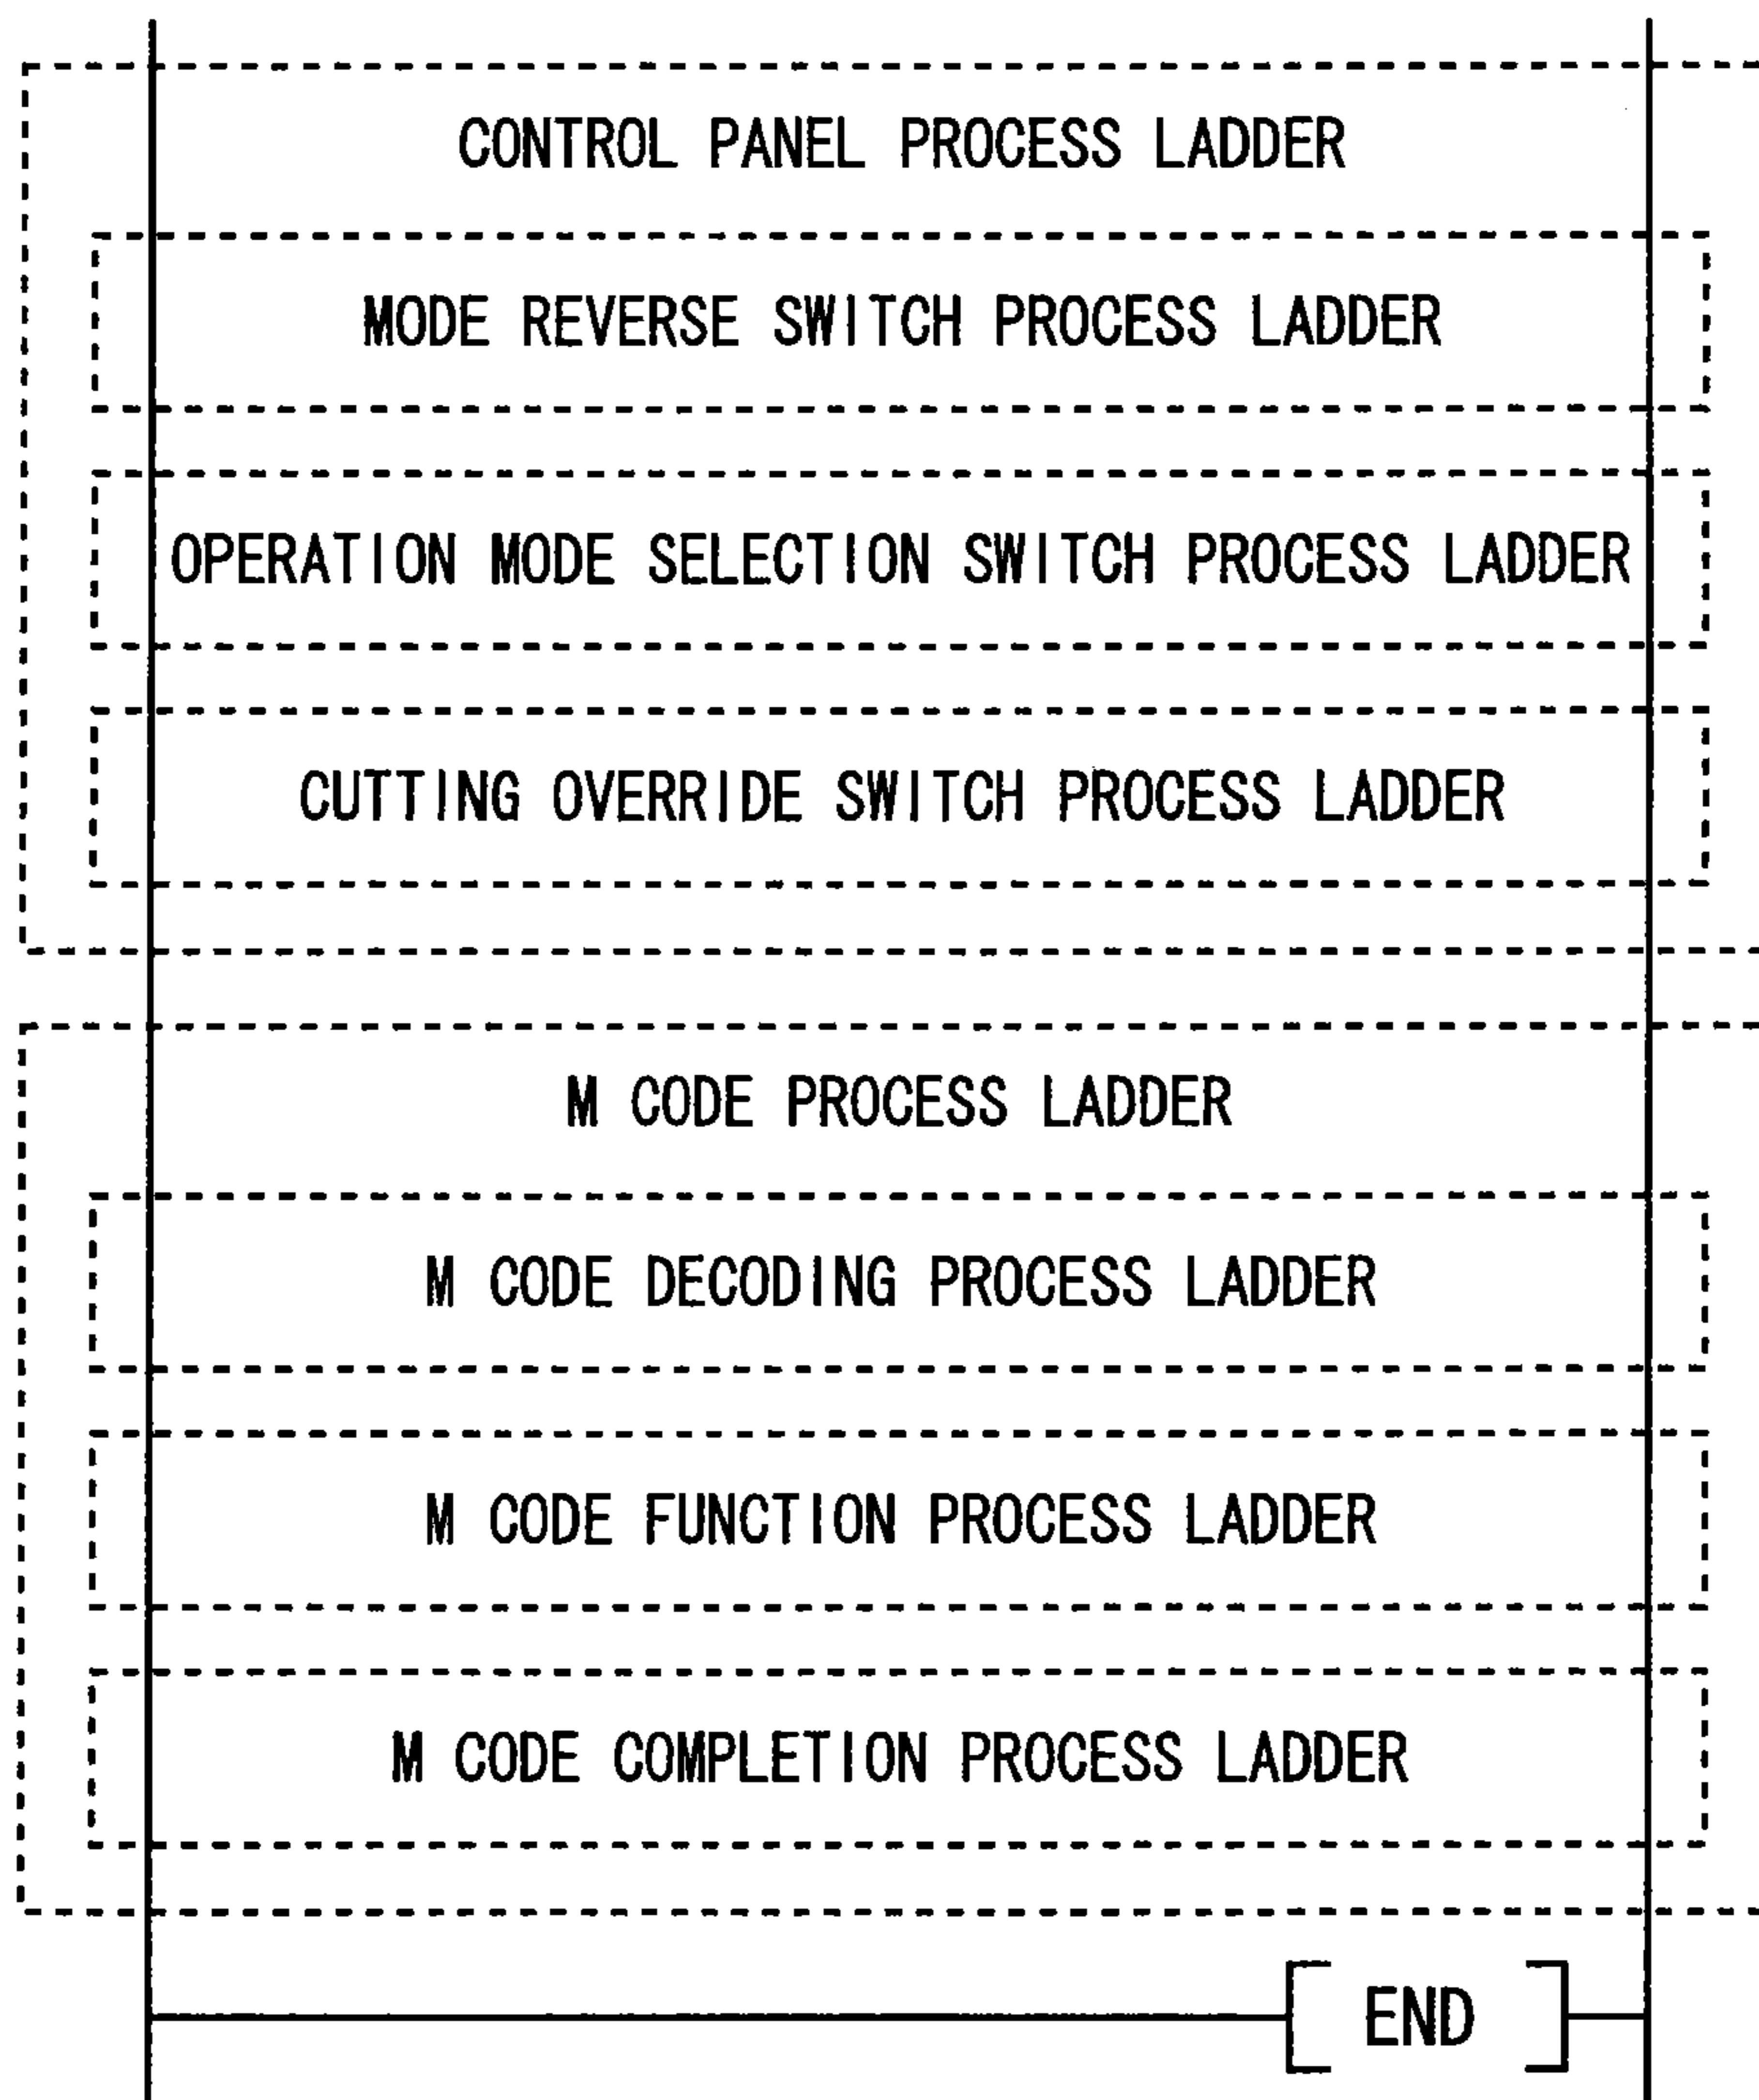 CONTROL PANEL PROCESS LADDER
MODE REVERSE SWITCH PROCESS LADDER
OPERATION MODE SELECTION SWITCH PROCESS LADDER
CUTTING OVERRIDE SWITCH PROCESS LADDER
M CODE PROCESS LADDER
M CODE DECODING PROCESS LADDER
M CODE FUNCTION PROCESS LADDER
M CODE COMPLETION PROCESS LADDER
END